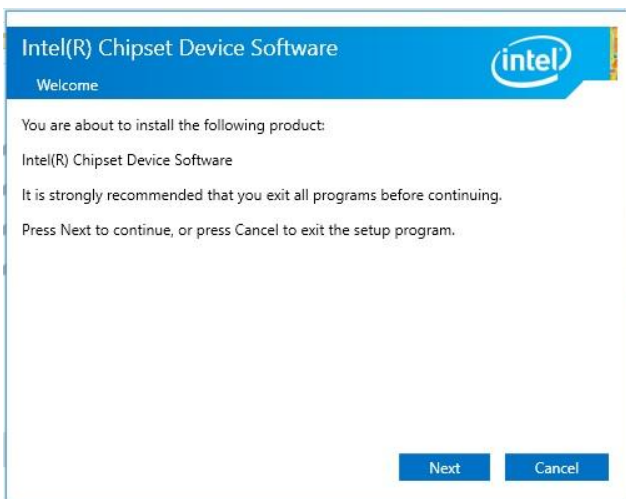 Intel(R) Chipset Device Software
intel
Welcome
You are about to install the following product:
Intel(R) Chipset Device Software
It is strongly recommended that you exit all programs before continuing.
Press Next to continue, or press Cancel to exit the setup program.
Next
Cancel